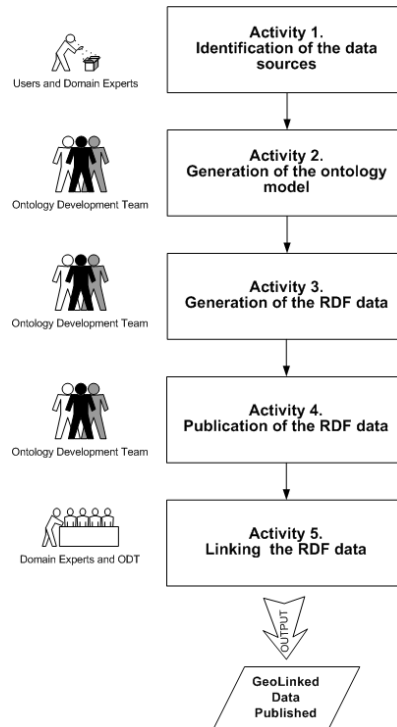 Activity 1.
Identification of the data
sources
Users and Domain Experts
Activity 2.
Generation of the ontology
model
Ontology Development Team
Activity 3.
Generation of the RDF data
Ontology Development Team
Activity 4.
Publication of the RDF data
Ontology Development Team
Activity 5.
Linking the RDF data
Domain Experts and ODT
OUTPUT
GeoLinked
Data
Published